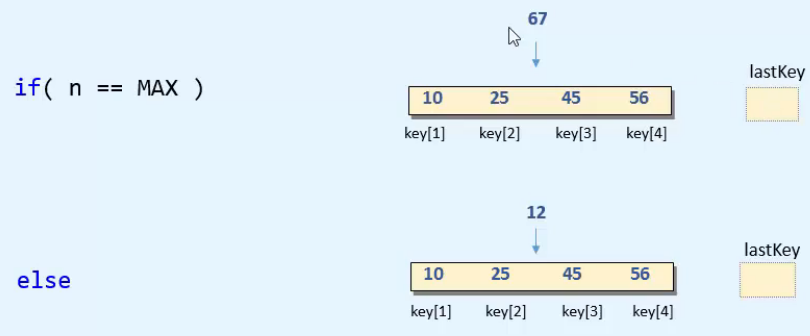 67
if( n == MAX )
lastKey
10 25 45 56
key[1] key[2] key[3] key[4]
12
lastKey
else
10 25 45 56
key[1] key[2] key[3] key[4]